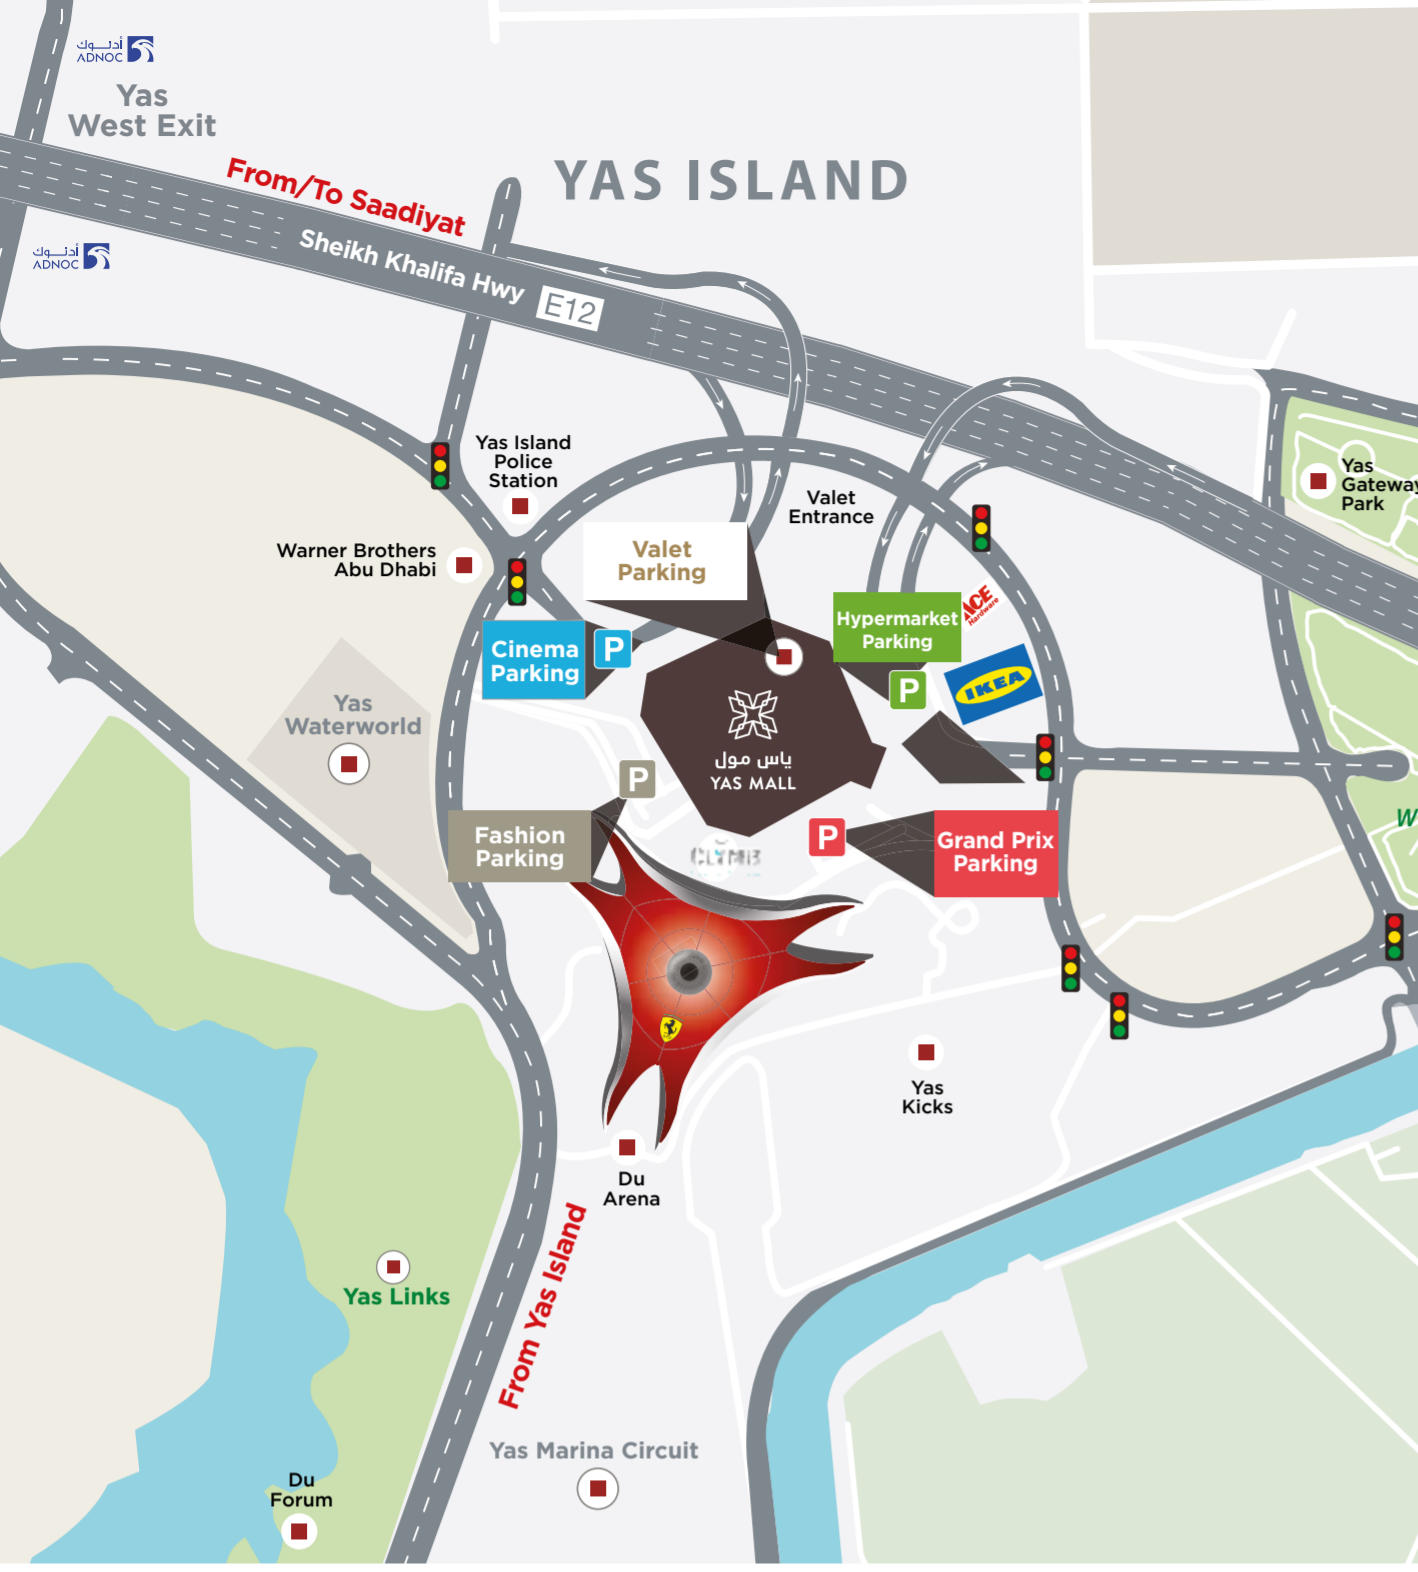 أدنوك
ADNOC
Yas
West Exit
From/To Saadiyat
YAS ISLAND
Sheikh Khalifa Hwy
E12
أدنوك
ADNOC
Yas Island
Police
Station
Valet
Entrance
Yas
Gateway
Park
Warner Brothers
Abu Dhabi
Valet
Parking
Hypermarket
Parking
P
ACE
Hardware
Cinema
Parking
P
IKEA
Yas
Waterworld
ياس مول
YAS MALL
P
Fashion
Parking
P
Grand Prix
Parking
W
CLYMB
Yas
Kicks
Du
Arena
From Yas Island
Yas Links
Yas Marina Circuit
Du
Forum